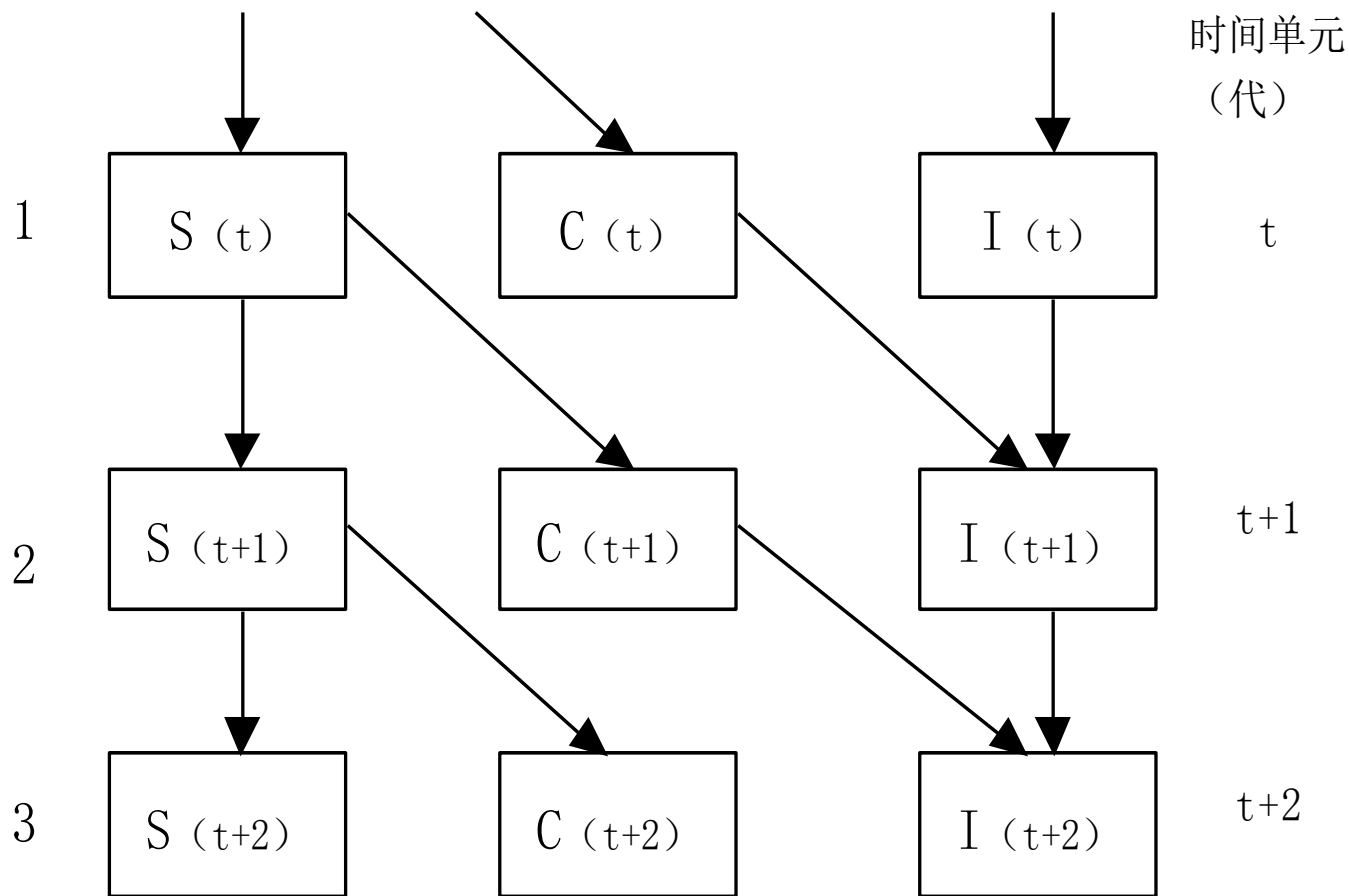 时间单元
（代）
1
S（t）
C（t）
I（t）
t
2
S（t+1）
C（t+1）
I（t+1）
t+1
3
S（t+2）
C（t+2）
I（t+2）
t+2